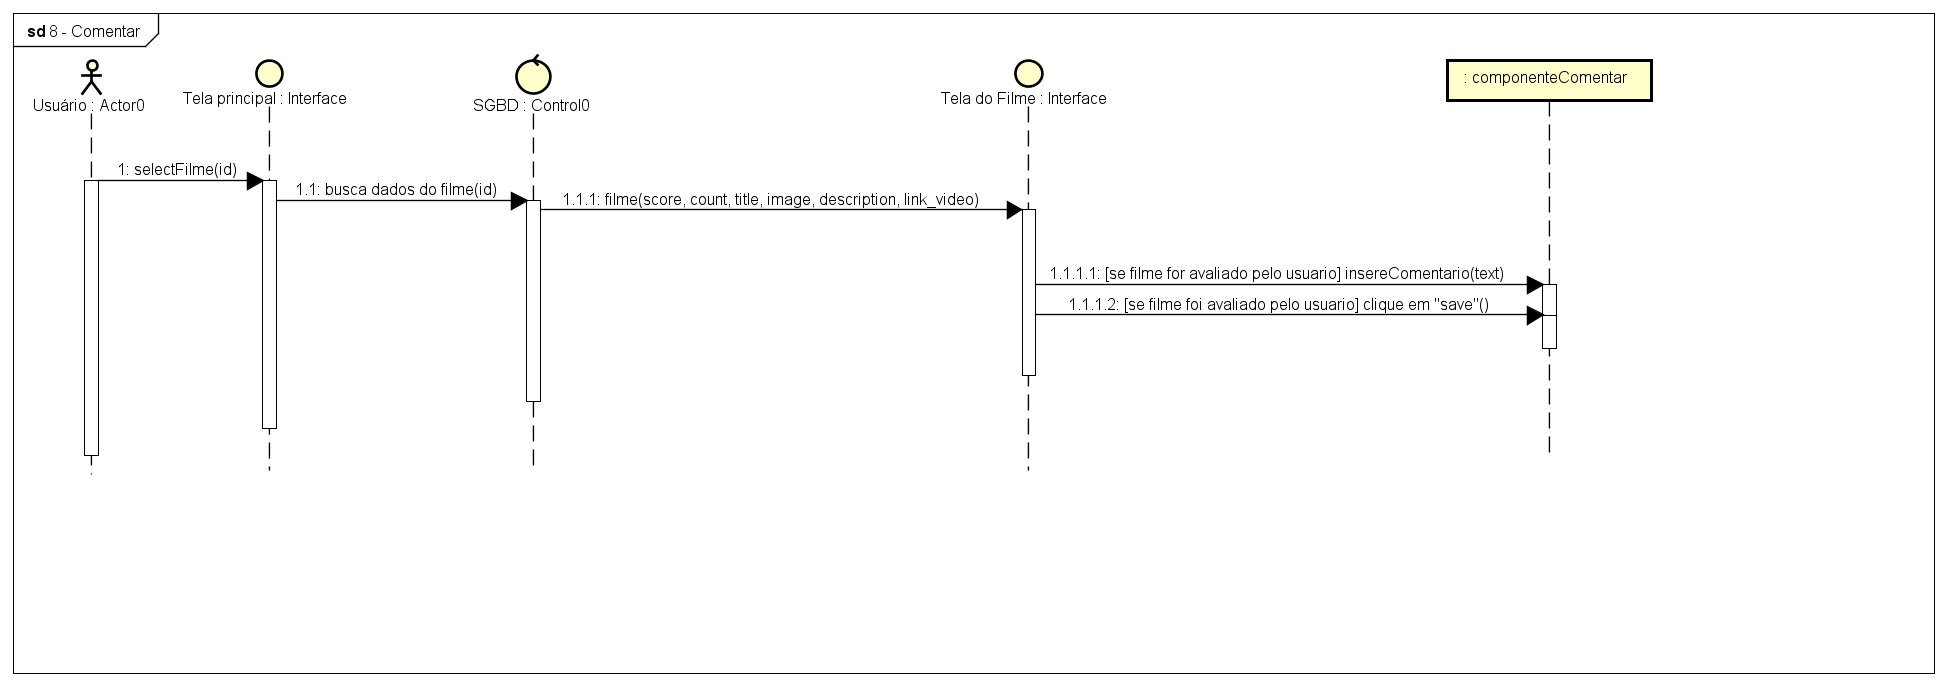 sd 8 - Comentar
Usuário : Actor0
Tela principal : Interface
SGBD : Control0
Tela do Filme : Interface
: componenteComentar
1: selectFilme(id)
1.1: busca dados do filme(id)
1.1.1: filme(score, count, title, image, description, link_video)
1.1.1.1: [se filme for avaliado pelo usuario] insereComentario(text)
1.1.1.2: [se filme foi avaliado pelo usuario] clique em "save"()